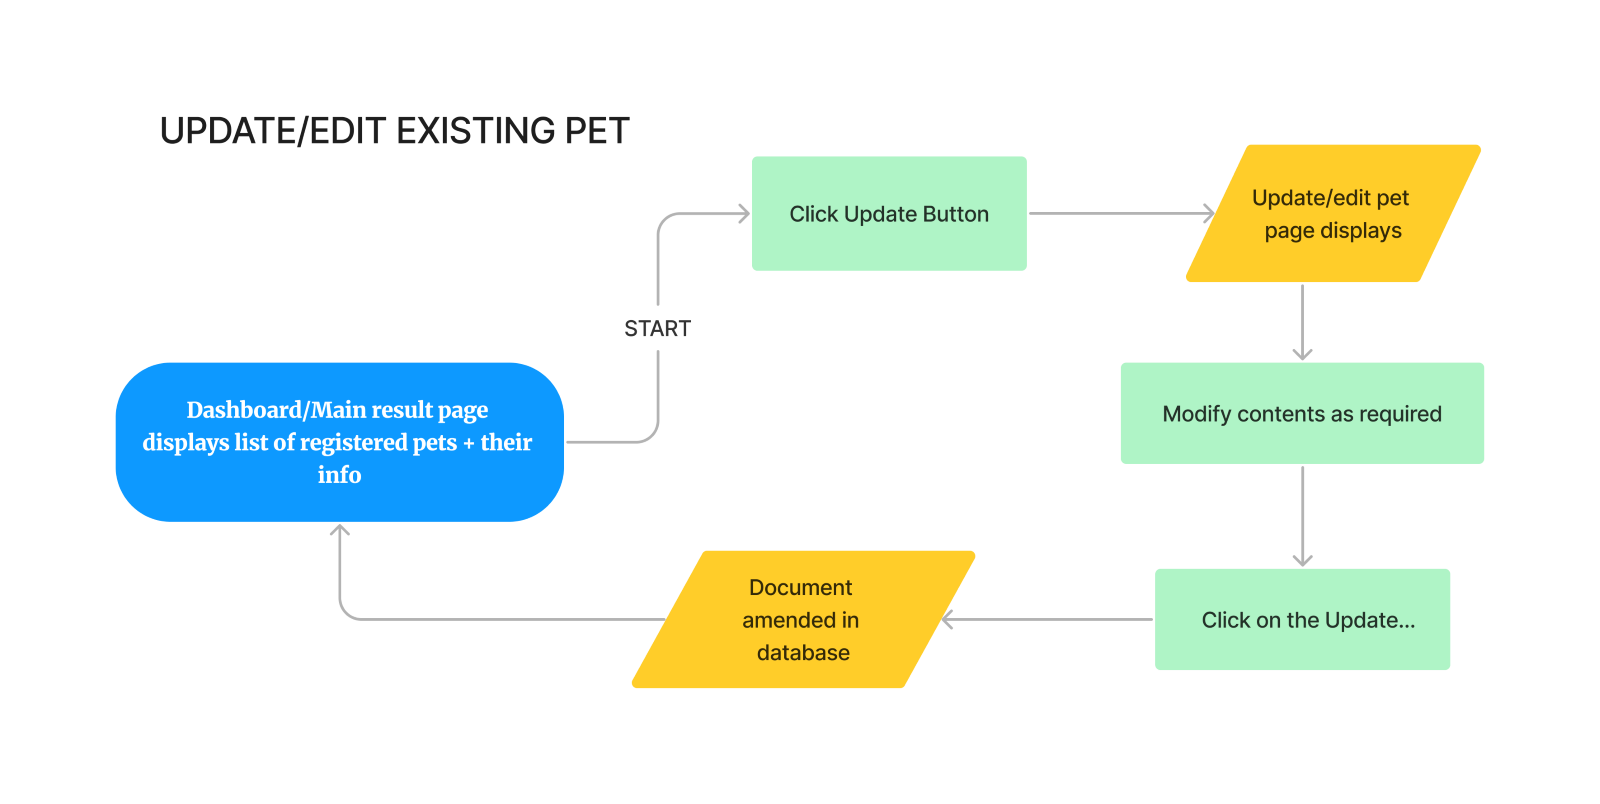 UPDATE/EDIT EXISTING PET
Click Update Button
Update/edit pet
page displays
START
Dashboard/Main result page
displays list of registered pets + their
info
Modify contents as required
Document
amended in
database
Click on the Update...